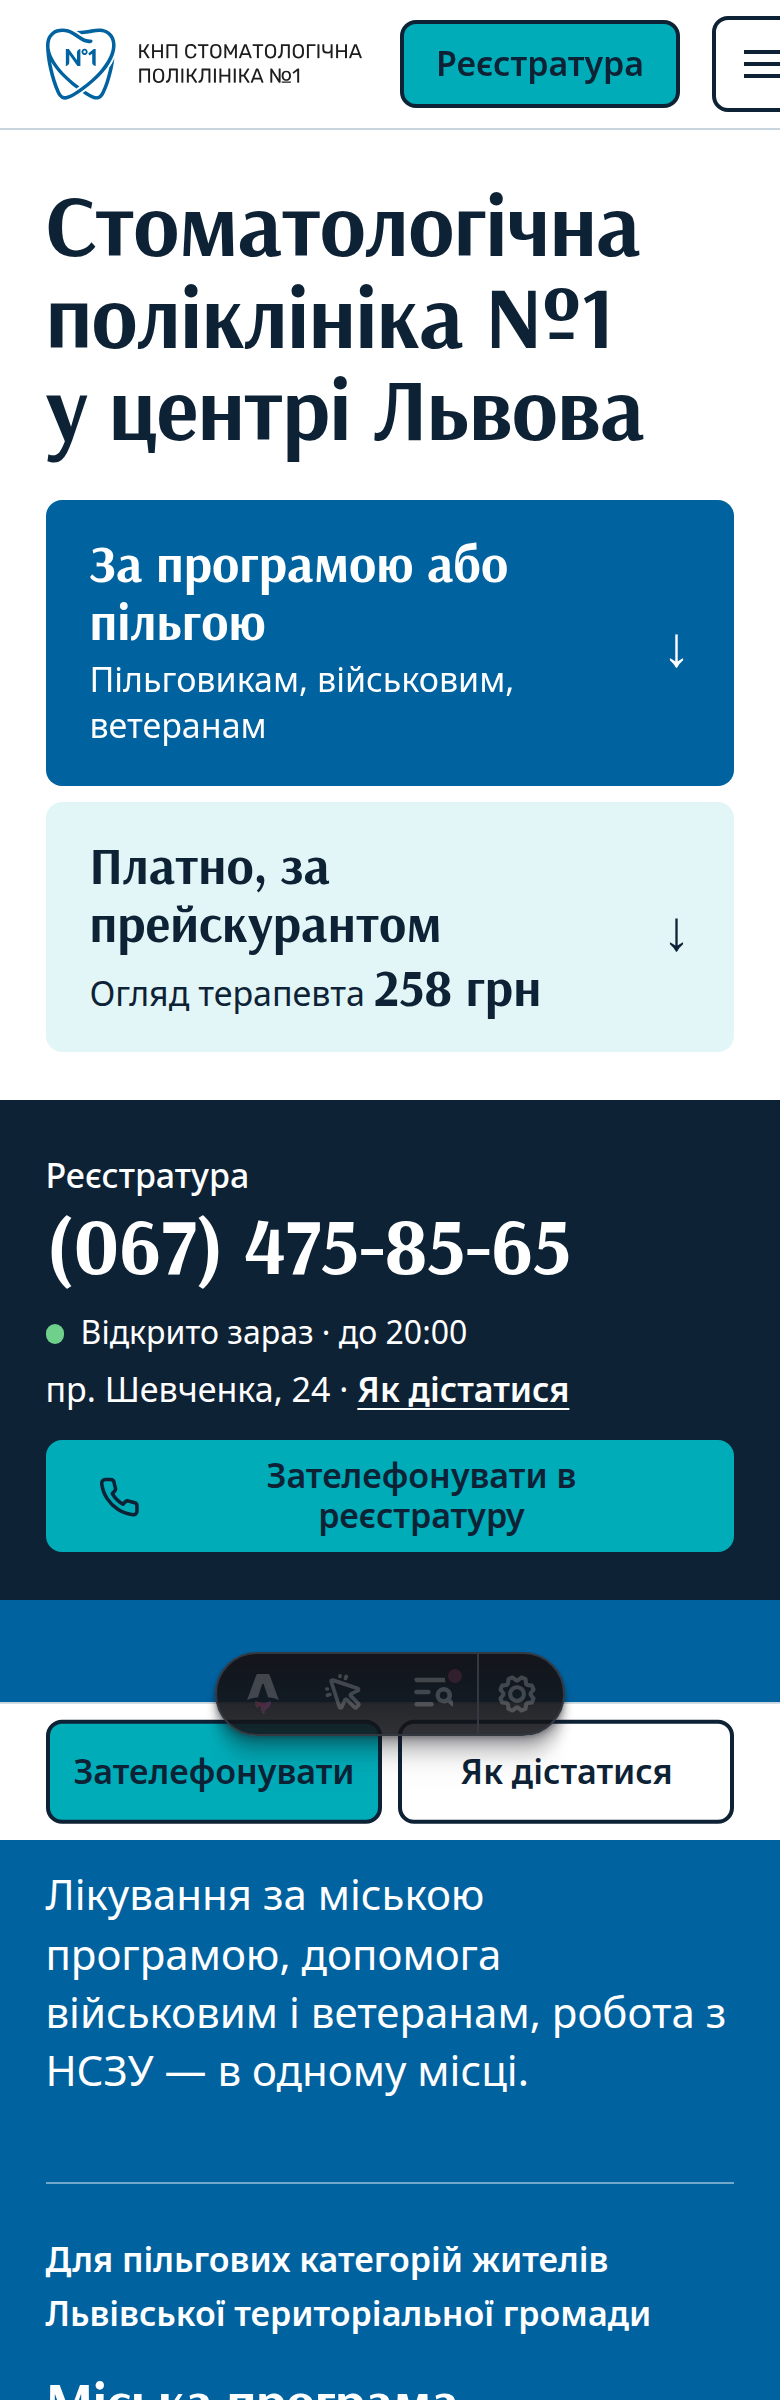 №1
КНП СТОМАТОЛОГІЧНА
ПОЛІКЛІНІКА №1
Реєстратура
Стоматологічна
поліклініка №1
у центрі Львова
За програмою або
пільгою
Пільговикам, військовим,
ветеранам
↓
Платно, за
прейскурантом
Огляд терапевта 258 грн
↓
Реєстратура
(067) 475-85-65
Відкрито зараз · до 20:00
пр. Шевченка, 24 · Як дістатися
Зателефонувати в
реєстратуру
Зателефонувати
Як дістатися
Лікування за міською
програмою, допомога
військовим і ветеранам, робота з
НСЗУ — в одному місці.
Для пільгових категорій жителів
Львівської територіальної громади
Міська програма